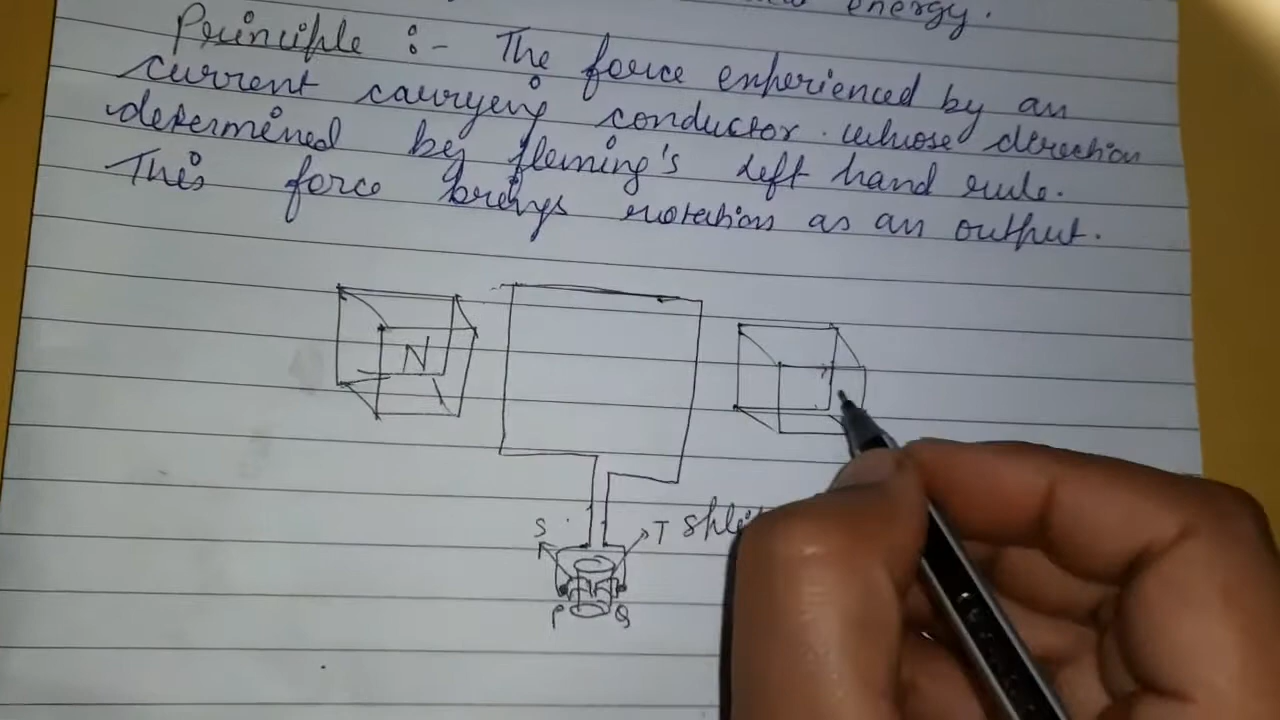 energy.
Principle :- The force experienced by an
current carrying conductor. whose direction
determined by fleming's left hand rule.
This force brings rotation as an output.
N
S T
P Q